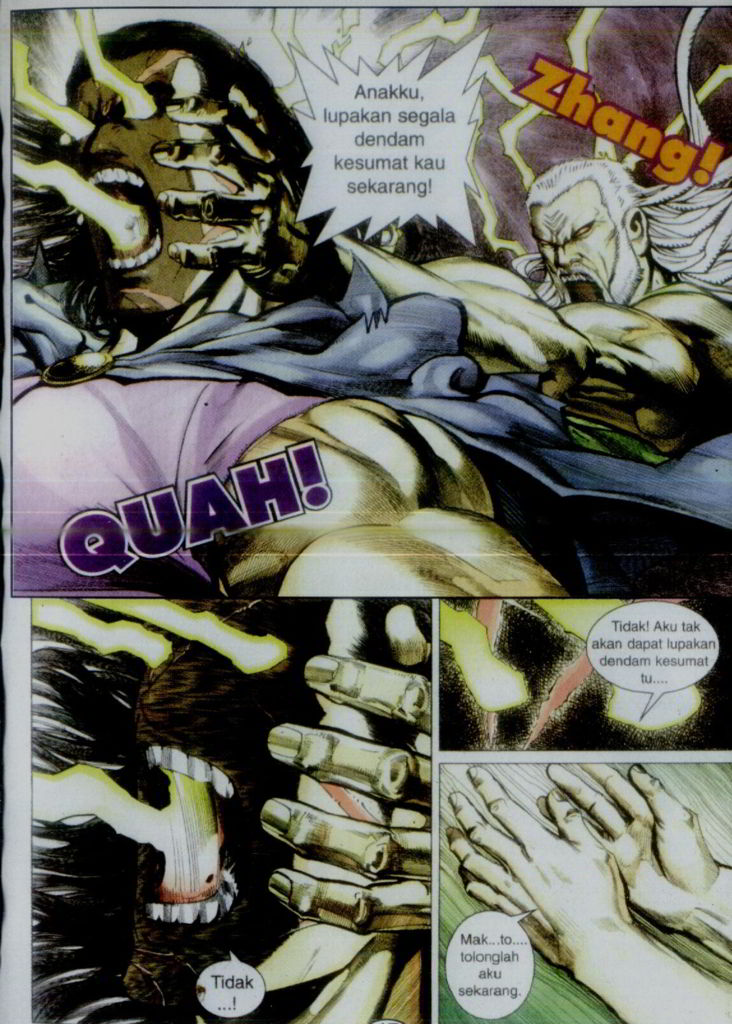 Anakku,
lupakan segala
dendam
kesumat kau
sekarang!
Zhang!
QUAH!
Tidak
...!
Tidak! Aku tak
akan dapat lupakan
dendam kesumat
tu....
Mak...to....
tolonglah
aku
sekarang.